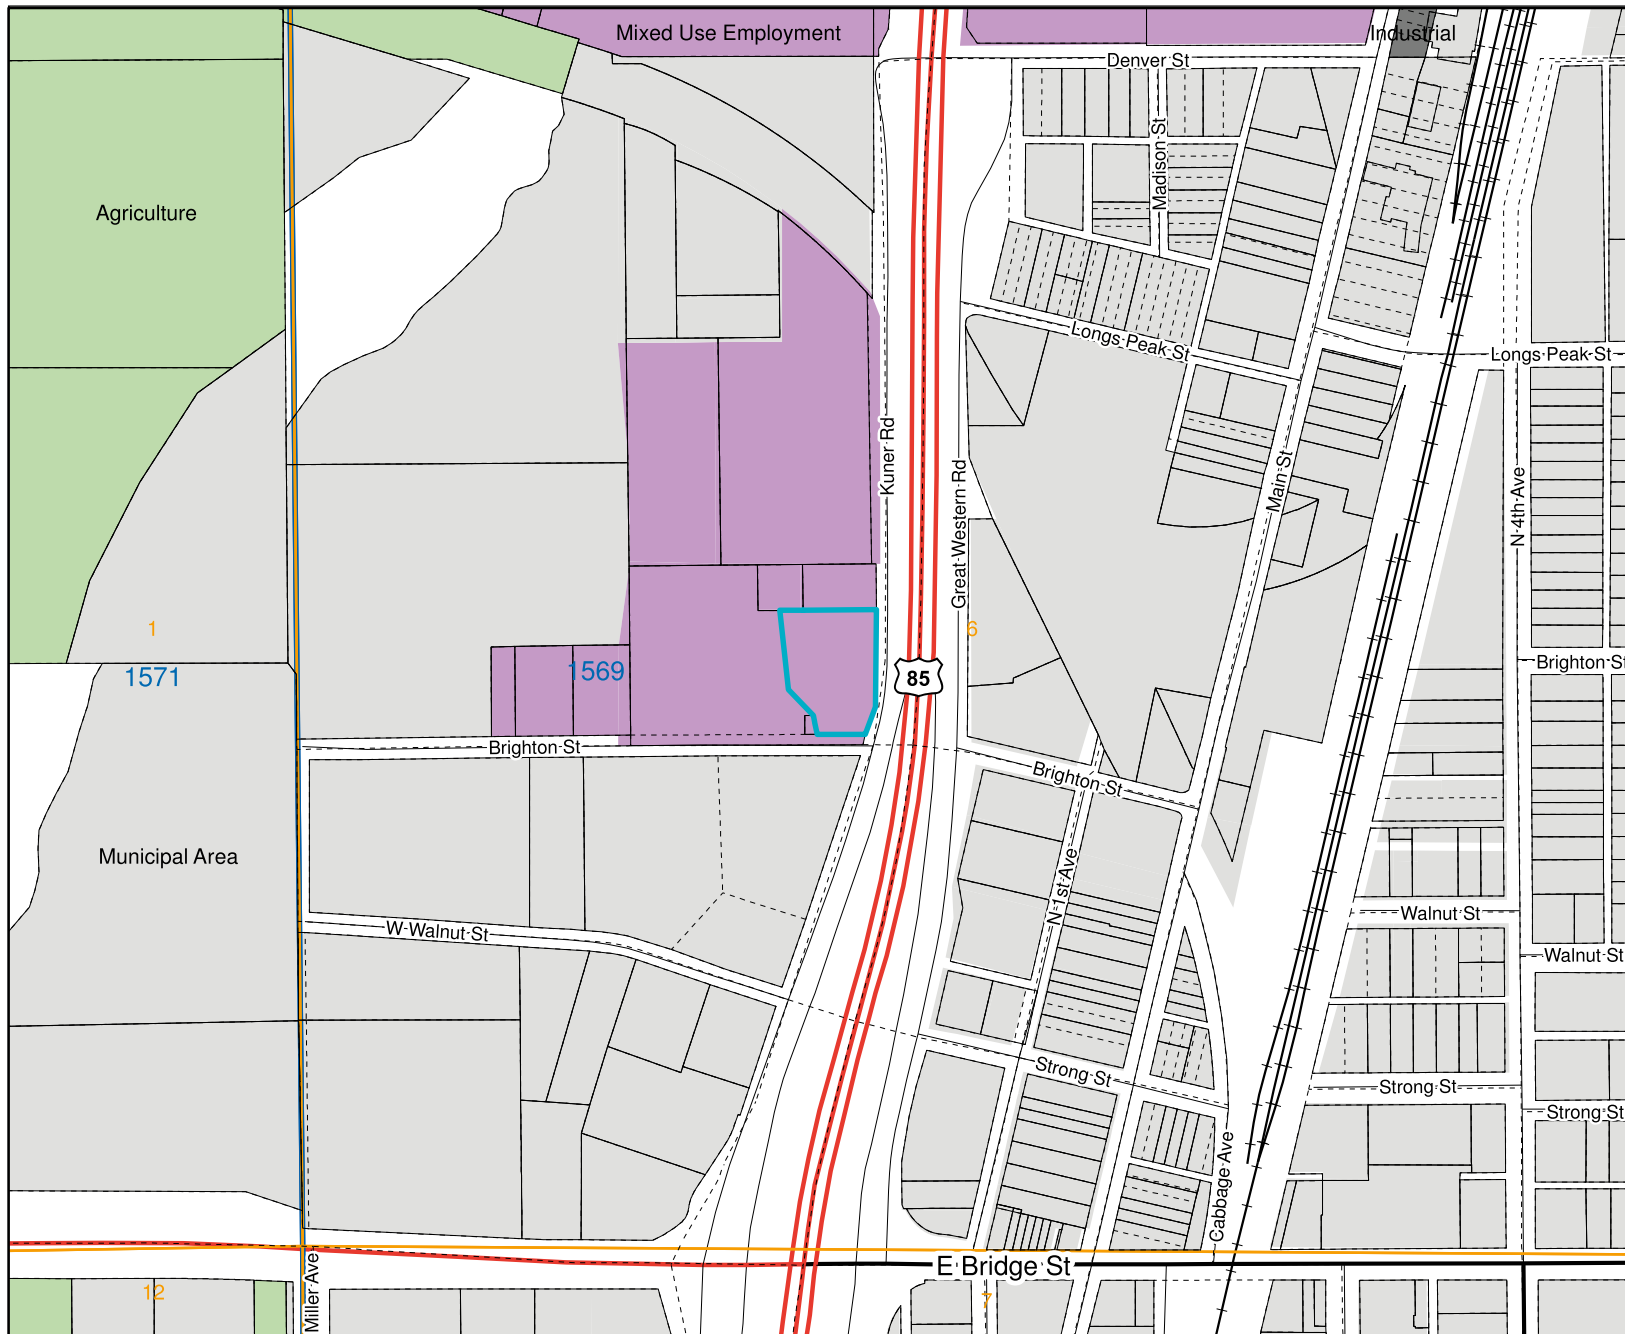 Mixed Use Employment
Industrial
Denver St
Madison St
Agriculture
Longs Peak St
Longs Peak St
Kuner Rd
Great Western Rd
Main St
N 4th Ave
1
6
1571
1569
85
Brighton St
Brighton St
Brighton St
Municipal Area
N 1st Ave
W Walnut St
Walnut St
Walnut St
Strong St
Strong St
Strong St
Cabbage Ave
E Bridge St
Miller Ave
12
7